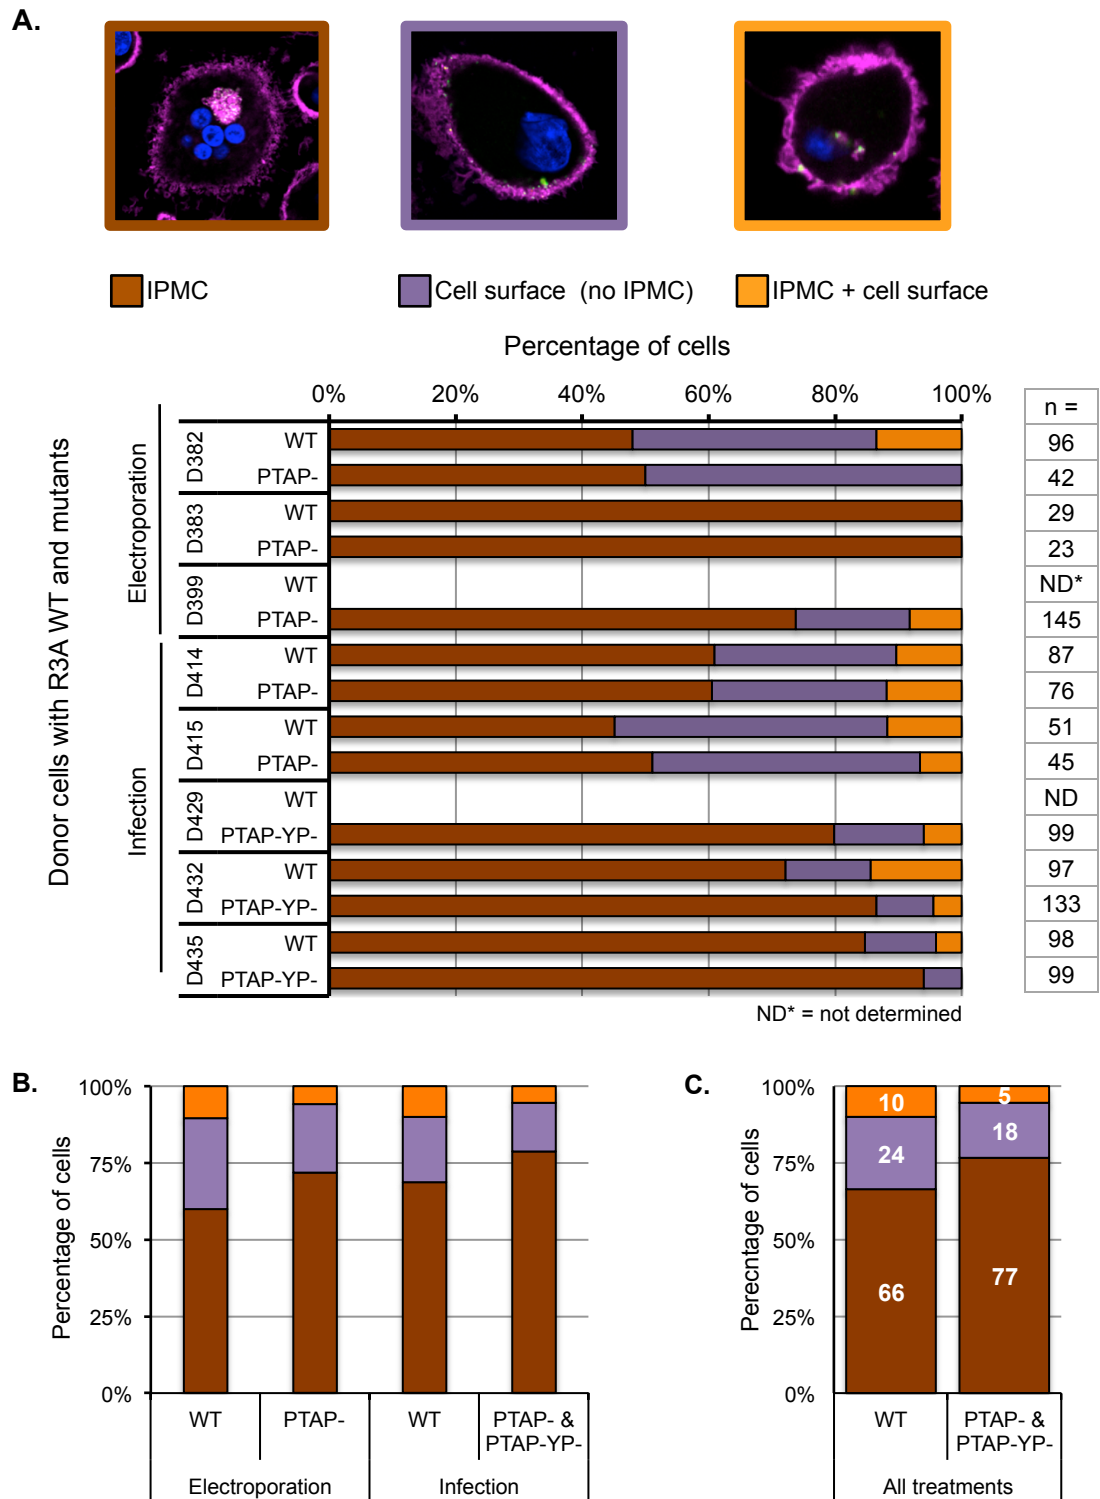 A.
IPMC
Cell surface (no IPMC)
IPMC + cell surface
Percentage of cells
0% 20% 40% 60% 80% 100%
n =
Donor cells with R3A WT and mutants
Electroporation
D382
WT 96
PTAP- 42
D383
WT 29
PTAP- 23
D399
WT ND*
PTAP- 145
Infection
D414
WT 87
PTAP- 76
D415
WT 51
PTAP- 45
D429
WT ND
PTAP-YP- 99
D432
WT 97
PTAP-YP- 133
D435
WT 98
PTAP-YP- 99
ND* = not determined
B.
Percentage of cells
100%
75%
50%
25%
0%
WT
PTAP-
WT
PTAP- &
PTAP-YP-
Electroporation
Infection
C.
Perecntage of cells
100%
75%
50%
25%
0%
10
24
66
5
18
77
WT
PTAP- &
PTAP-YP-
All treatments